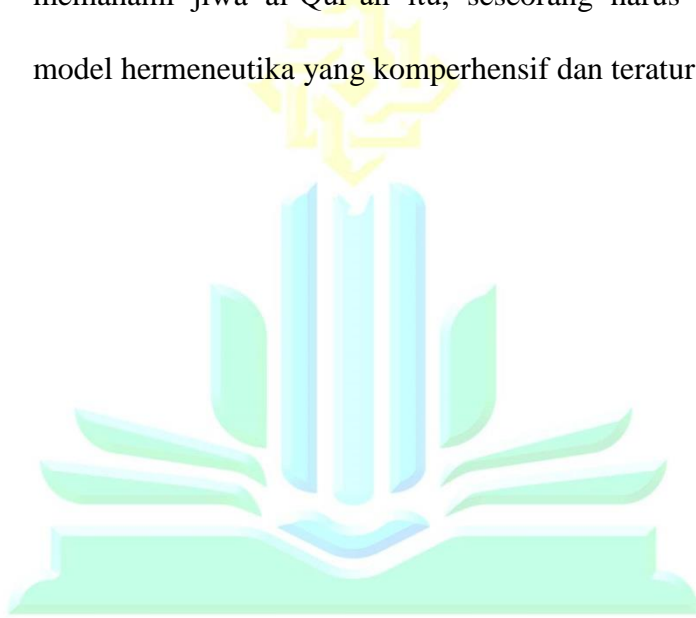 memahami jiwa al-Qur'an itu, seseorang harus
model hermeneutika yang komperhensif dan teratur